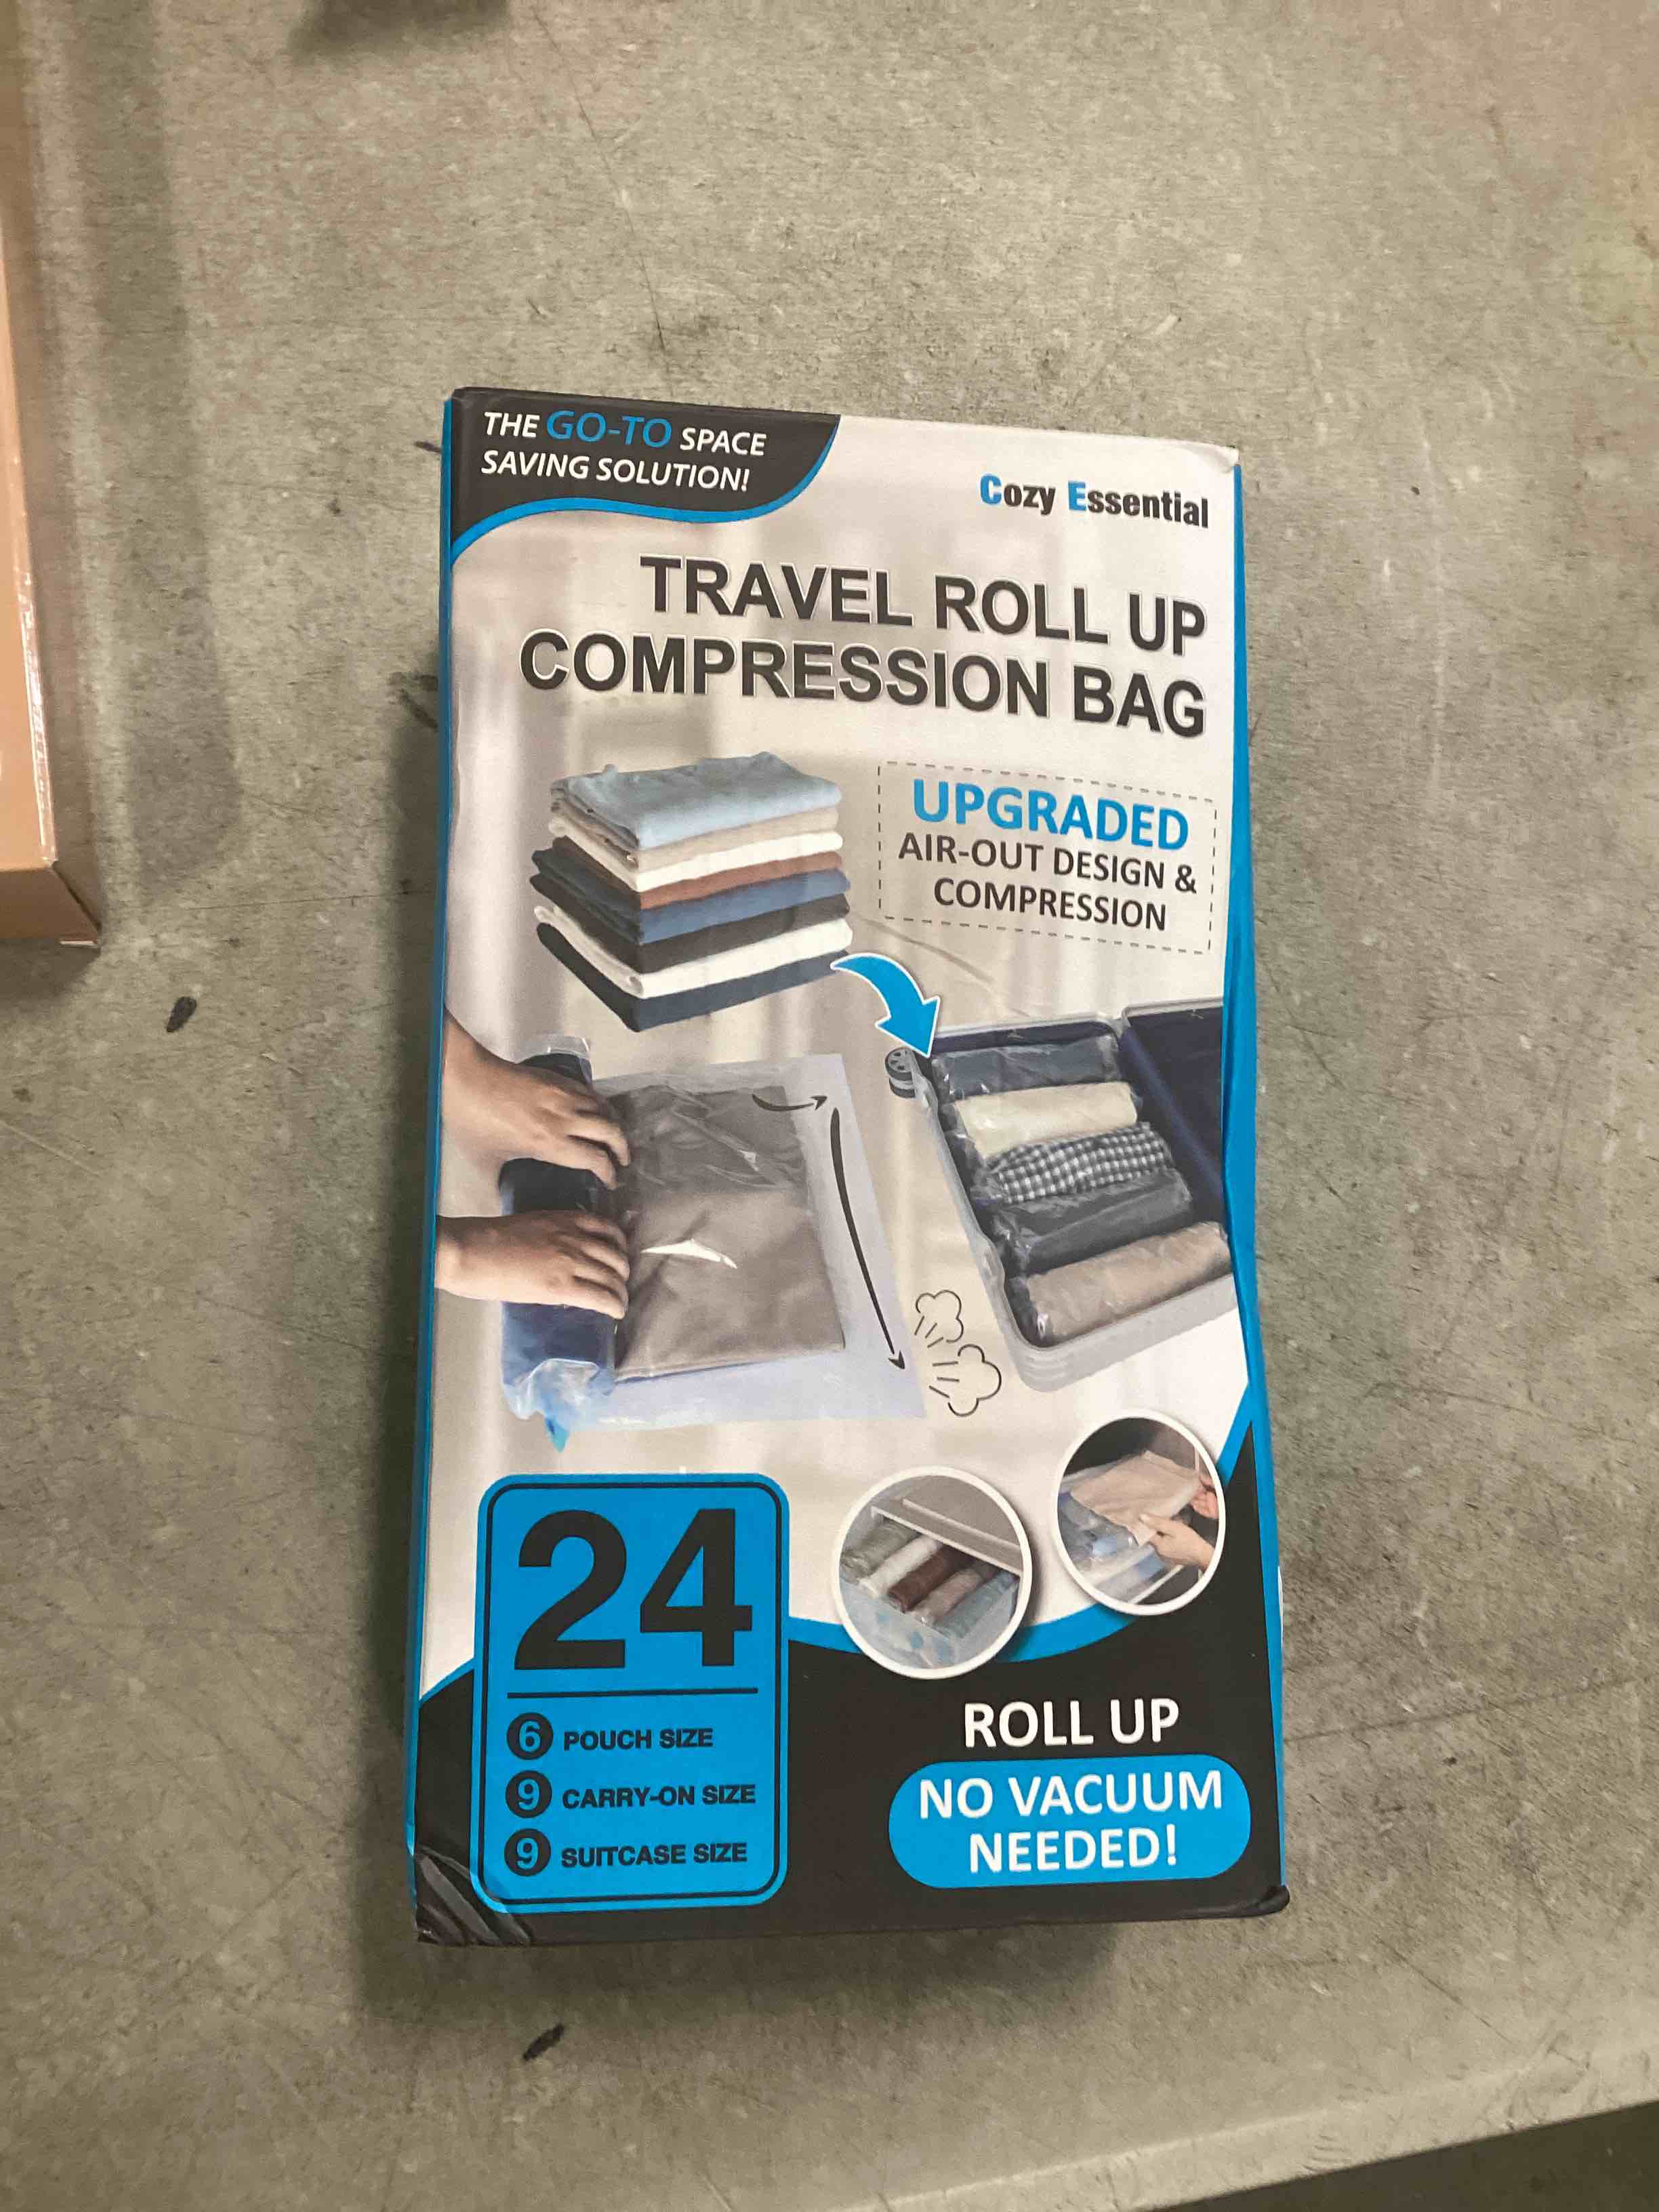 THE GO-TO SPACE
SAVING SOLUTION!
Cozy Essential
TRAVEL ROLL UP
COMPRESSION BAG
UPGRADED
AIR-OUT DESIGN &
COMPRESSION
24
6 POUCH SIZE
9 CARRY-ON SIZE
9 SUITCASE SIZE
ROLL UP
NO VACUUM
NEEDED!